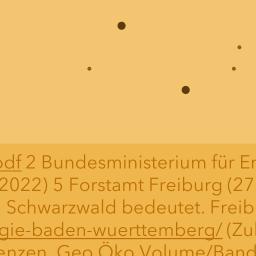 pdf 2 Bundesministerium für Er
2022) 5 Forstamt Freiburg (27
Schwarzwald bedeutet. Freib
gie-baden-wuerttemberg/ (Zu
enzen. Geo.Öko Volume/Band